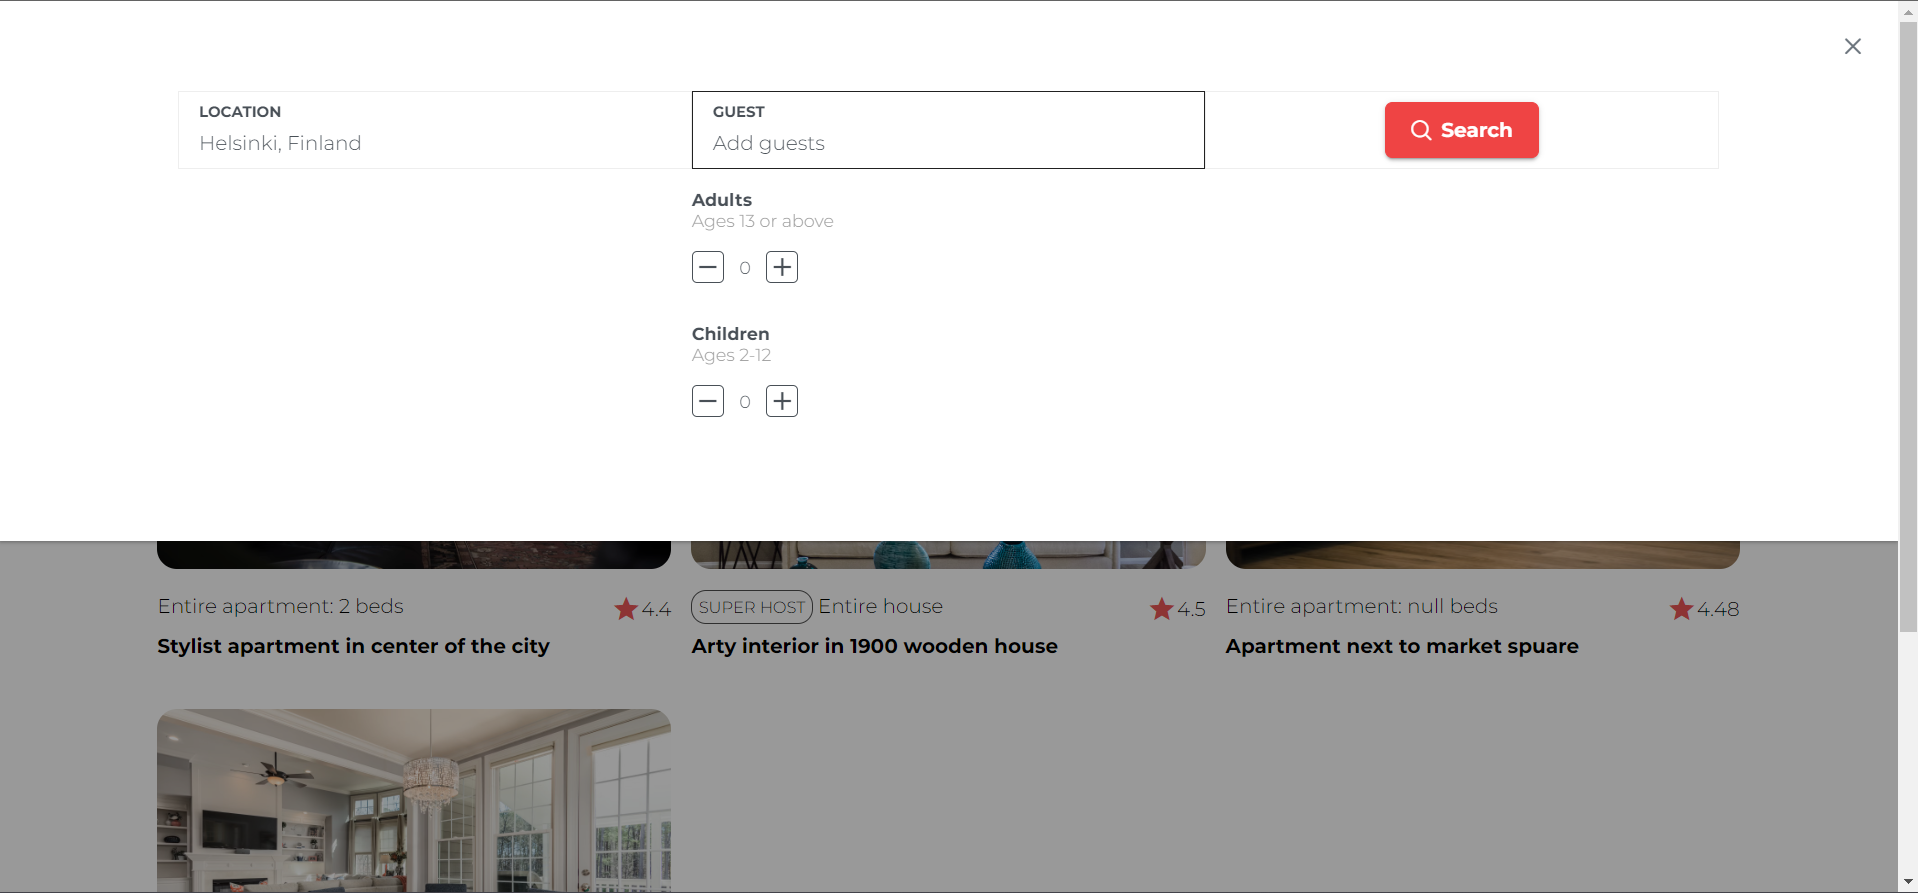 LOCATION
Helsinki, Finland
GUEST
Add guests
Search
Adults
Ages 13 or above
0
Children
Ages 2-12
0
Entire apartment: 2 beds
4.4
Stylist apartment in center of the city
SUPER HOST Entire house
4.5
Arty interior in 1900 wooden house
Entire apartment: null beds
4.48
Apartment next to market spuare